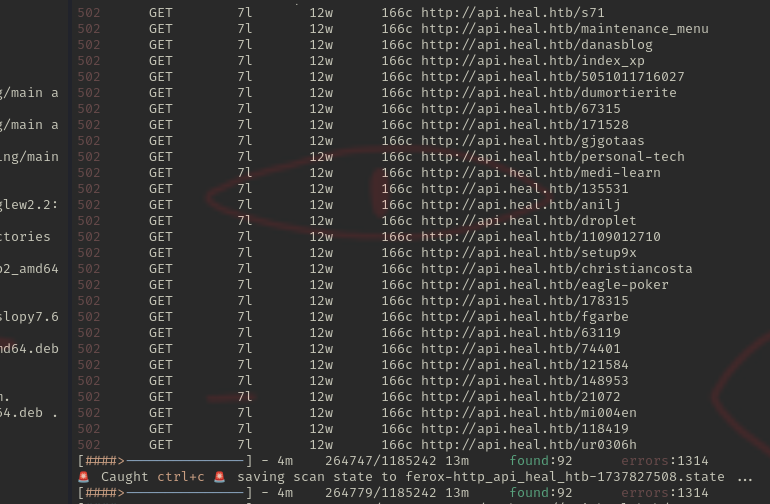 502 GET 7l 12w 166c http://api.heal.htb/s71
502 GET 7l 12w 166c http://api.heal.htb/maintenance_menu
502 GET 7l 12w 166c http://api.heal.htb/danasblog
502 GET 7l 12w 166c http://api.heal.htb/index_xp
502 GET 7l 12w 166c http://api.heal.htb/5051011716027
g/main a 502 GET 7l 12w 166c http://api.heal.htb/dumortierite
502 GET 7l 12w 166c http://api.heal.htb/67315
g/main a 502 GET 7l 12w 166c http://api.heal.htb/171528
502 GET 7l 12w 166c http://api.heal.htb/gjgotaas
ing/main 502 GET 7l 12w 166c http://api.heal.htb/personal-tech
502 GET 7l 12w 166c http://api.heal.htb/medi-learn
502 GET 7l 12w 166c http://api.heal.htb/135531
glew2.2: 502 GET 7l 12w 166c http://api.heal.htb/anilj
502 GET 7l 12w 166c http://api.heal.htb/droplet
ctories 502 GET 7l 12w 166c http://api.heal.htb/1109012710
502 GET 7l 12w 166c http://api.heal.htb/setup9x
p2_amd64 502 GET 7l 12w 166c http://api.heal.htb/christiancosta
502 GET 7l 12w 166c http://api.heal.htb/eagle-poker
502 GET 7l 12w 166c http://api.heal.htb/178315
slopy7.6 502 GET 7l 12w 166c http://api.heal.htb/fgarbe
502 GET 7l 12w 166c http://api.heal.htb/63119
md64.deb 502 GET 7l 12w 166c http://api.heal.htb/74401
502 GET 7l 12w 166c http://api.heal.htb/121584
502 GET 7l 12w 166c http://api.heal.htb/148953
m. 502 GET 7l 12w 166c http://api.heal.htb/21072
64.deb . 502 GET 7l 12w 166c http://api.heal.htb/mi004en
502 GET 7l 12w 166c http://api.heal.htb/118419
502 GET 7l 12w 166c http://api.heal.htb/ur0306h
[####>---------------] - 4m 264747/1185242 13m found:92 errors:1314
🚨 Caught ctrl+c 🚨 saving scan state to ferox-http_api_heal_htb-1737827508.state ...
[####>---------------] - 4m 264779/1185242 13m found:92 errors:1314